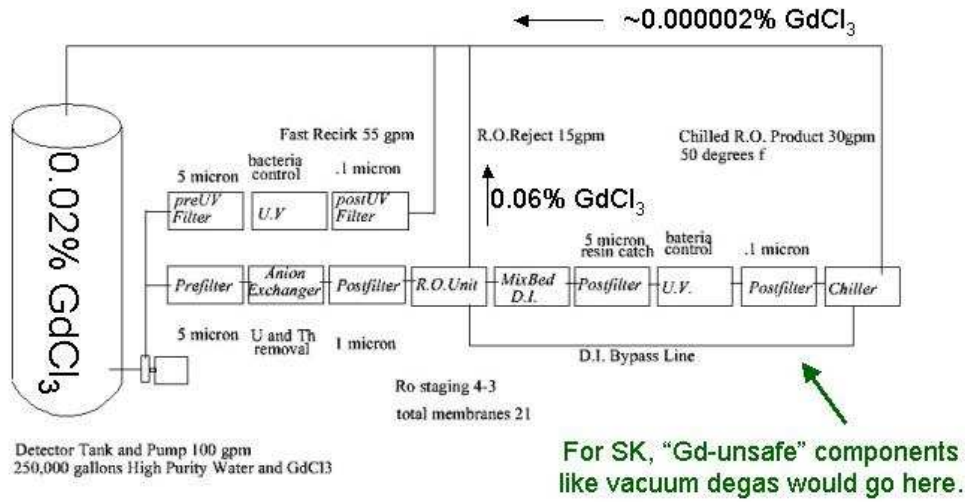 ~0.000002% GdCl3
Fast Recirk 55 gpm
R.O.Reject 15gpm
Chilled R.O. Product 30gpm
50 degrees f
5 micron
bacteria
control
.1 micron
preUV
Filter
U.V
postUV
Filter
0.06% GdCl3
0.02% GdCl3
5 micron
resin catch
bateria
control
.1 micron
Prefilter
Anion
Exchanger
Postfilter
R.O.Unit
MixBed
D.I.
Postfilter
U.V.
Postfilter
Chiller
5 micron
U and Th
removal
1 micron
D.I. Bypass Line
Ro staging 4-3
total membranes 21
Detector Tank and Pump 100 gpm
250,000 gallons High Purity Water and GdCl3
For SK, “Gd-unsafe” components
like vacuum degas would go here.